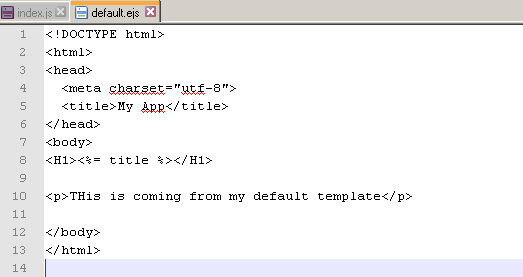 index.js default.ejs
1 <!DOCTYPE html>
2 <html>
3 <head>
4 <meta charset="utf-8">
5 <title>My App</title>
6 </head>
7 <body>
8 <H1><%= title %></H1>
9
10 <p>THis is coming from my default template</p>
11
12 </body>
13 </html>
14